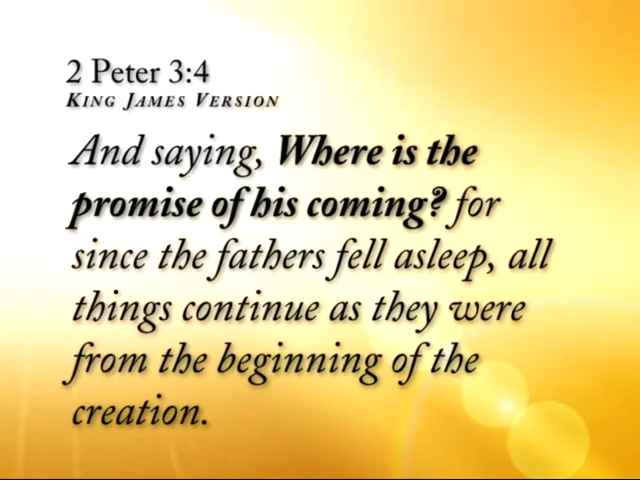 2 Peter 3:4
King James Version
And saying, Where is the
promise of his coming? for
since the fathers fell asleep, all
things continue as they were
from the beginning of the
creation.